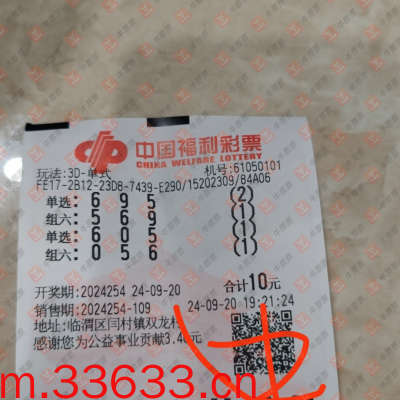 中国福利彩票
CHINA WELFARE LOTTERY
玩法:3D-单式 机号:61050101
FE17-2B12-23D8-7439-E290/15202309/84A06
单选: 6 9 5 (2)
组六: 5 6 9 (1)
单选: 6 0 5 (1)
组六: 0 5 6 (1)
开奖期:2024254 24-09-20 合计10元
销售期:2024254-109 24-09-20 19:21:24
地址:临渭区闫村镇双龙村
感谢您为公益事业贡献3.40元
m.33633.cn